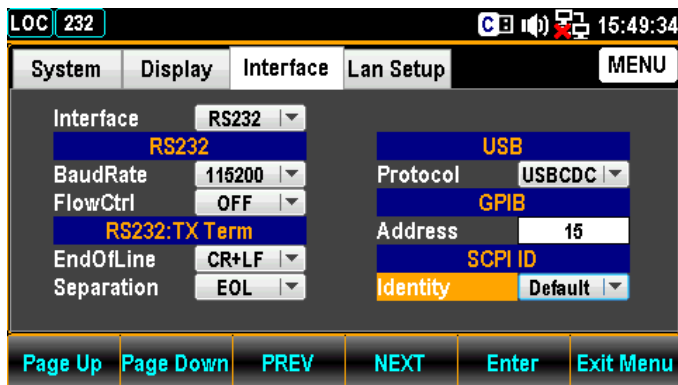 LOC 232 C 15:49:34
System Display Interface Lan Setup MENU
Interface RS232
RS232 USB
BaudRate 115200 Protocol USBCDC
FlowCtrl OFF GPIB
RS232:TX Term Address 15
EndOfLine CR+LF SCPI ID
Separation EOL Identity Default
Page Up Page Down PREV NEXT Enter Exit Menu